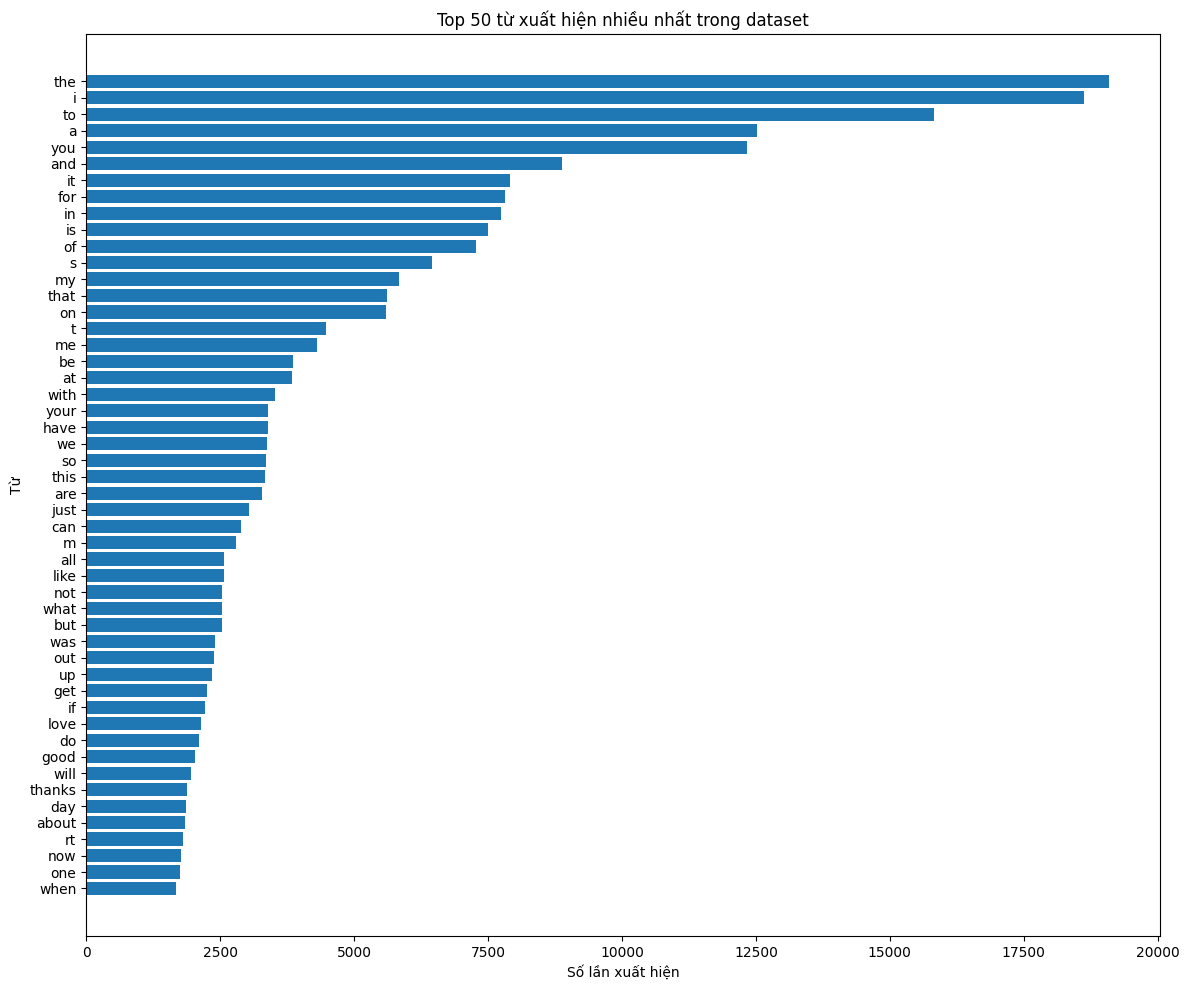 Top 50 từ xuất hiện nhiều nhất trong dataset
the
i
to
a
you
and
it
for
in
is
of
s
my
that
on
t
me
be
at
with
your
have
we
so
this
are
just
can
m
all
like
not
what
but
was
out
up
get
if
love
do
good
will
thanks
day
about
rt
now
one
when
Từ
0 2500 5000 7500 10000 12500 15000 17500 20000
Số lần xuất hiện